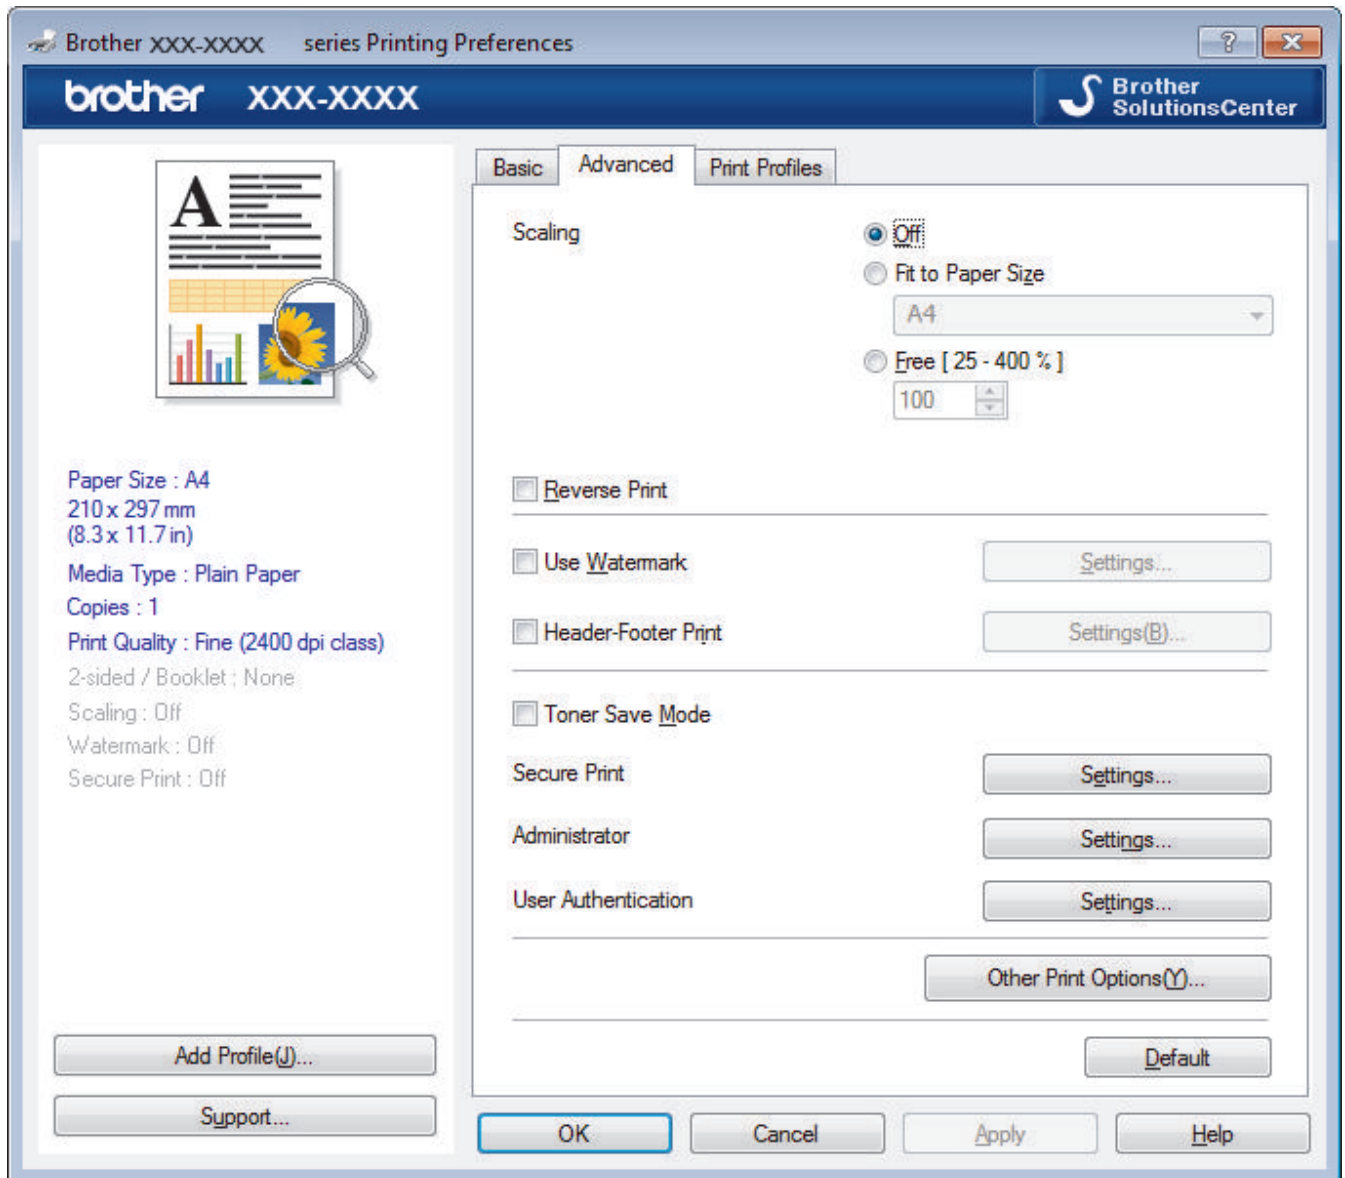 Brother XXX-XXXX series Printing Preferences
brother XXX-XXXX
Brother
SolutionsCenter
A
Paper Size : A4
210 x 297 mm
(8.3 x 11.7 in)
Media Type : Plain Paper
Copies : 1
Print Quality : Fine (2400 dpi class)
2-sided / Booklet : None
Scaling : Off
Watermark : Off
Secure Print : Off
Add Profile(J)...
Support...
Basic Advanced Print Profiles
Scaling Off
Fit to Paper Size
A4
Free [ 25 - 400 % ]
100
Reverse Print
Use Watermark Settings...
Header-Footer Print Settings(B)...
Toner Save Mode
Secure Print Settings...
Administrator Settings...
User Authentication Settings...
Other Print Options(Y)...
Default
OK Cancel Apply Help